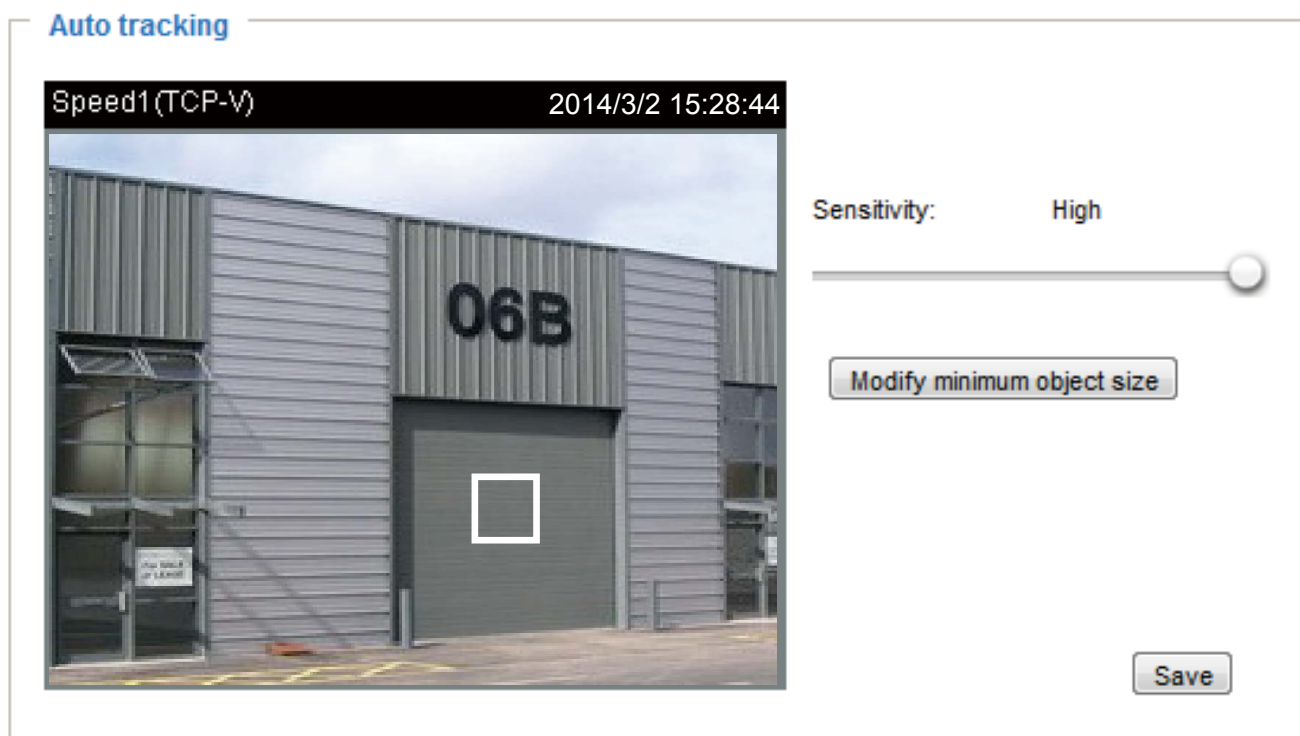 Auto tracking
Speed1(TCP-V) 2014/3/2 15:28:44
Sensitivity: High
06B
Modify minimum object size
Save